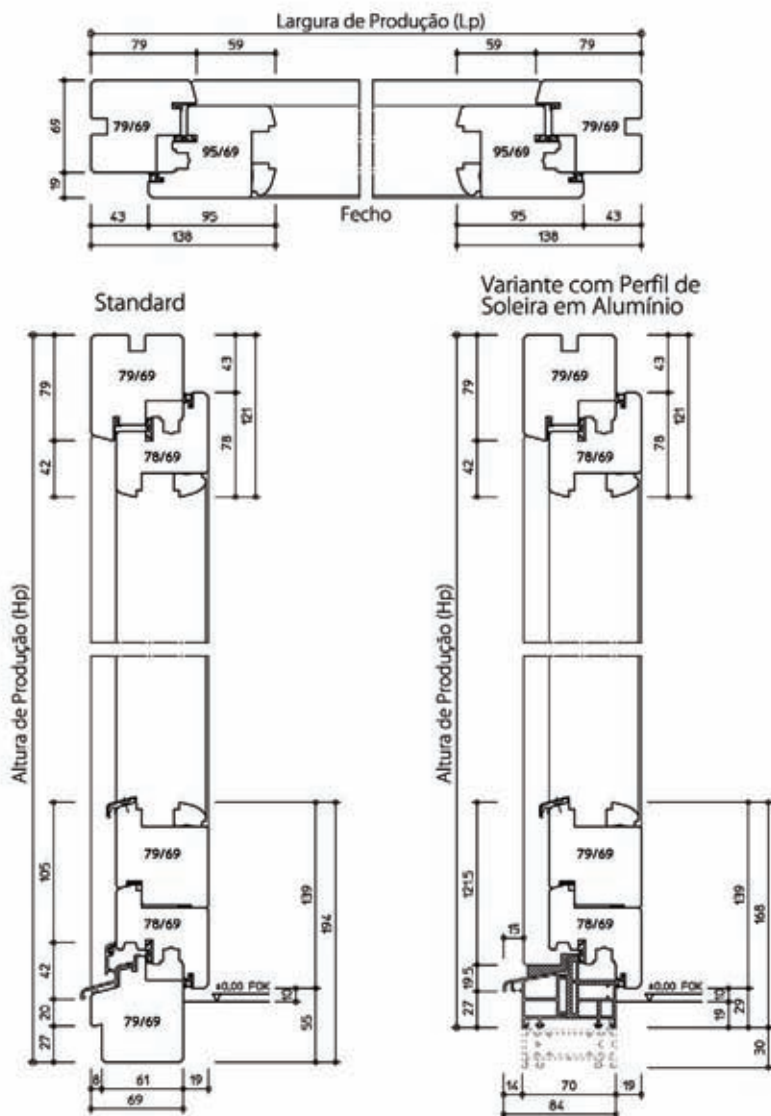 Largura de Produção (Lp)
79 59 59 79
69 79/69 95/69 95/69 79/69
19
43 95 Fecho 95 43
138 138
Standard
Variante com Perfil de
Soleira em Alumínio
79 79/69 43 121
42 78/69 78
79 79/69 43 121
42 78/69 78
Altura de Produção (Hp)
Altura de Produção (Hp)
105 79/69 139 194
42 78/69
±0,00 FOK
10
20 79/69 55
27
8 61 19
69
121.5 79/69 139 168
78/69
15
19.5 ±0,00 FOK
10
27 19 29
30
14 70 19
84